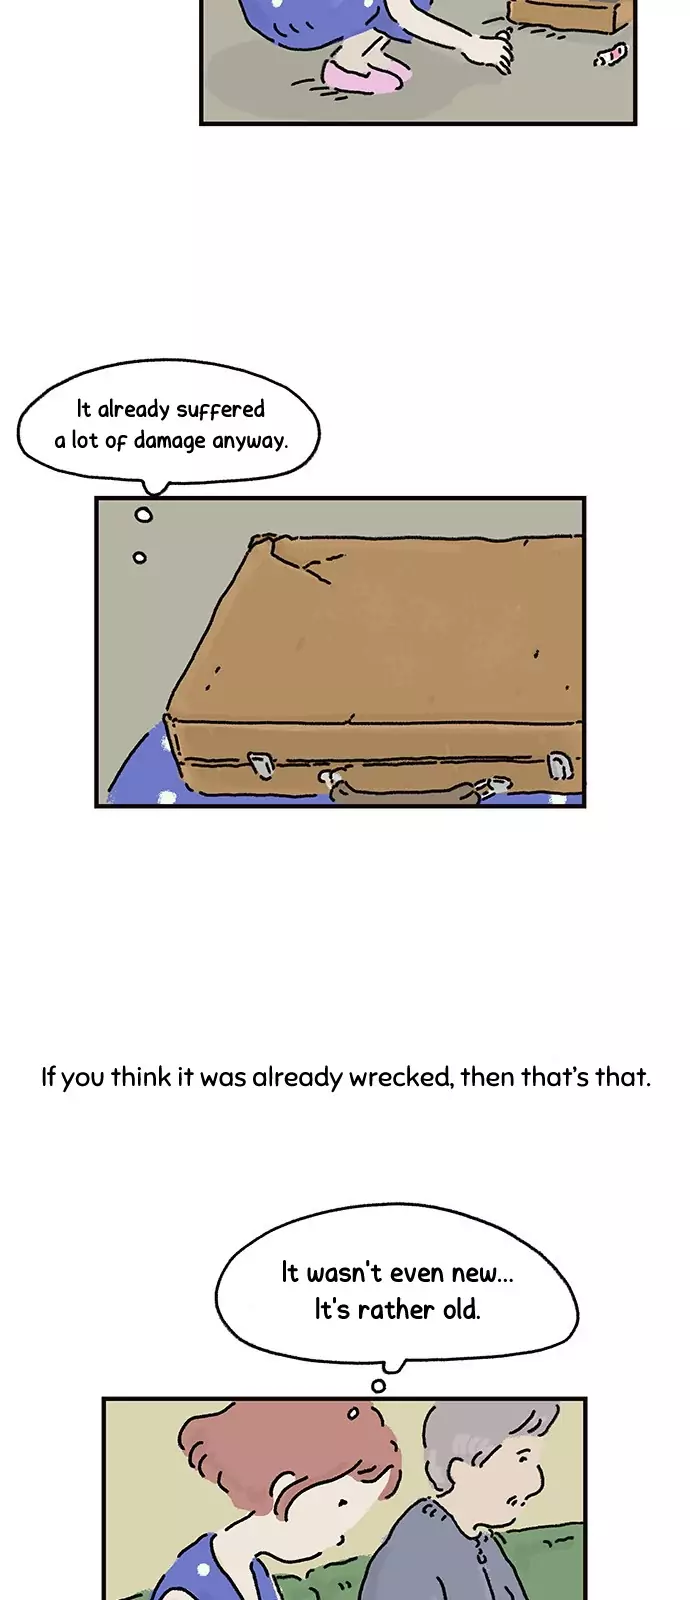 It already suffered
a lot of damage anyway.
If you think it was already wrecked, then that's that.
It wasn't even new...
It's rather old.